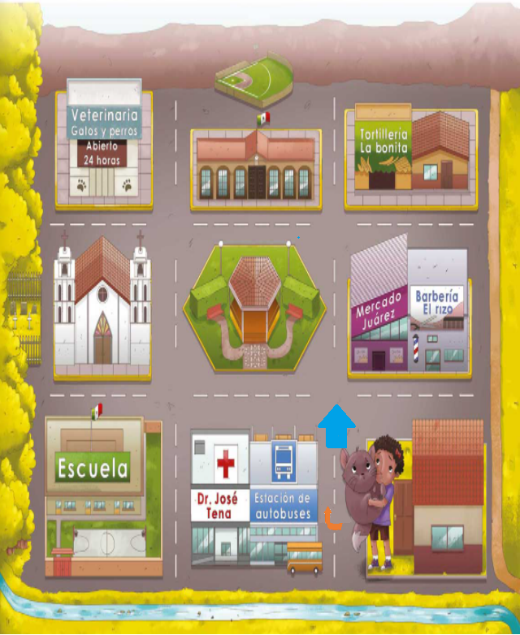 Veterinaria
Gatos y perros
Abierto
24 horas
Tortillería
La bonita
Mercado
Juárez
Barbería
El rizo
Escuela
Dr. José
Tena
Estación de
autobuses